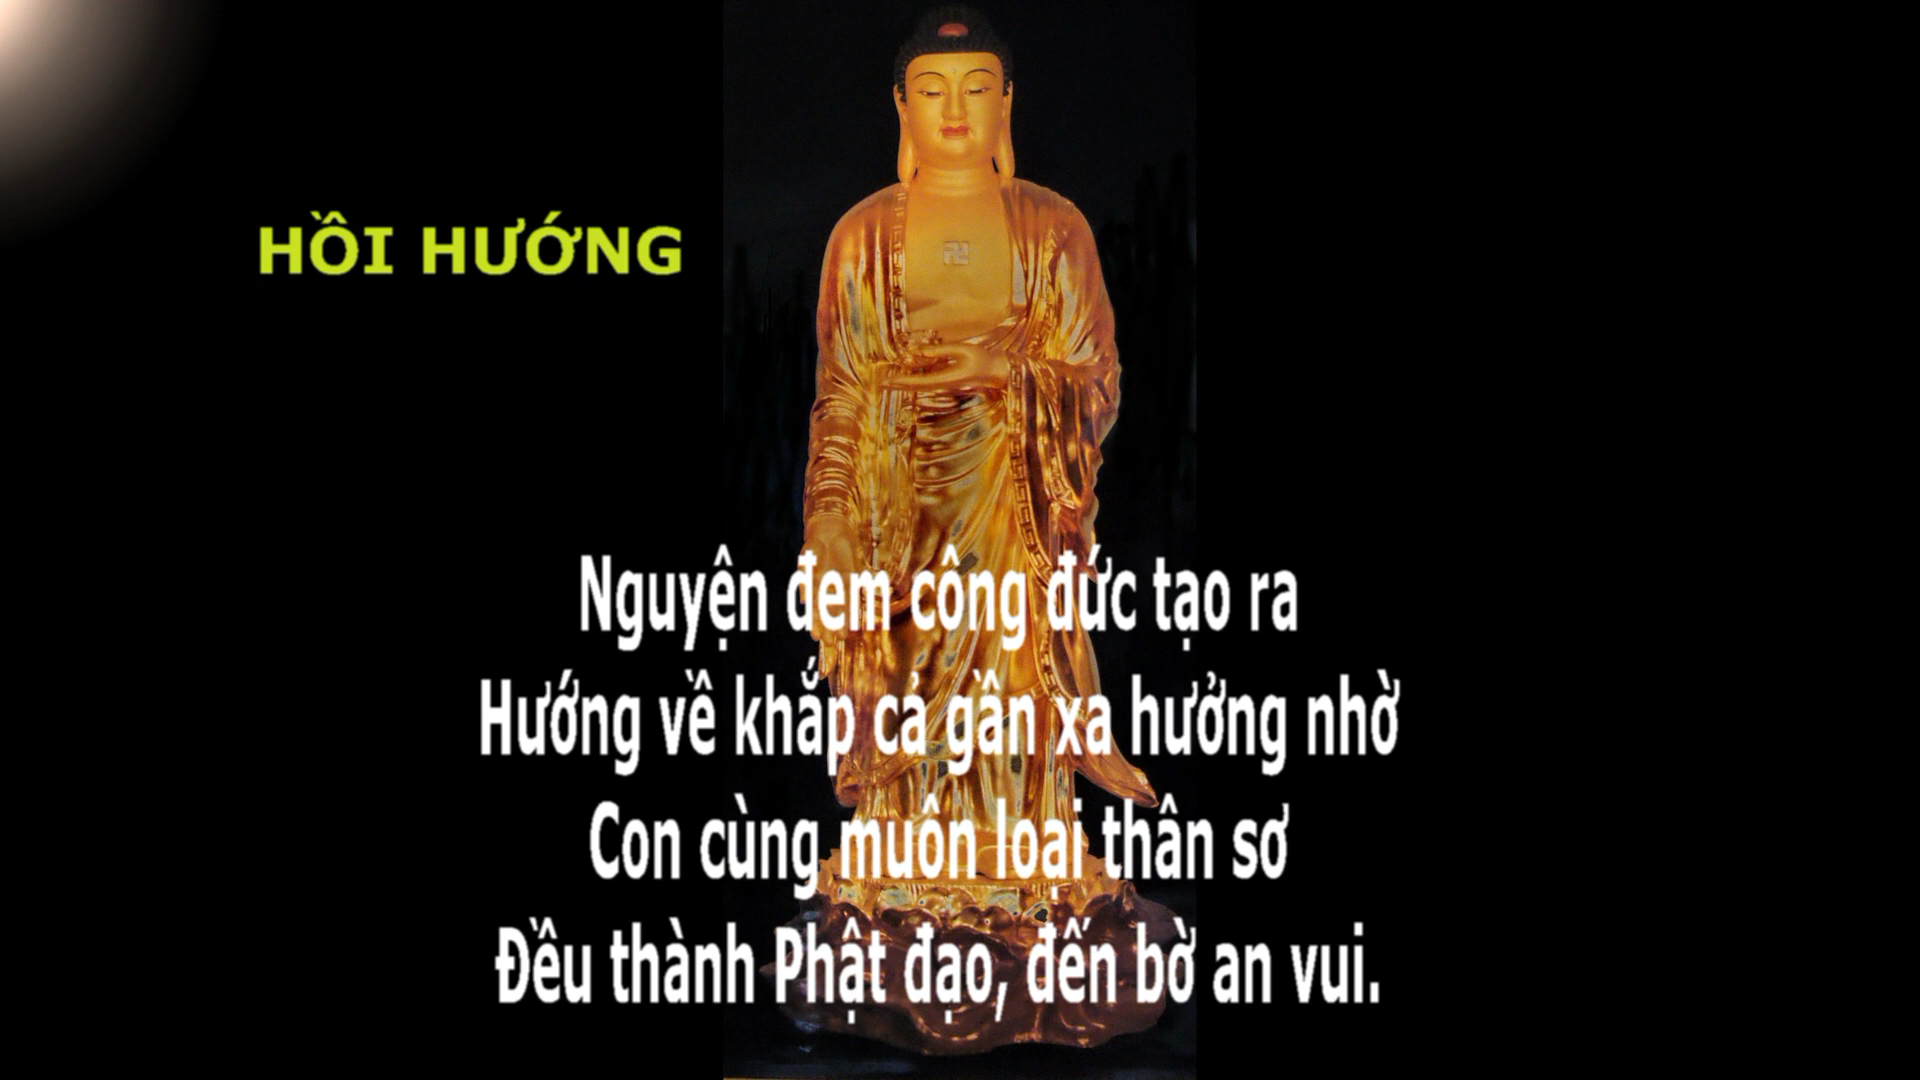 HỒI HƯỚNG
Nguyện đem công đức tạo ra
Hướng về khắp cả gần xa hưởng nhờ
Con cùng muôn loại thân sơ
Đều thành Phật đạo, đến bờ an vui.